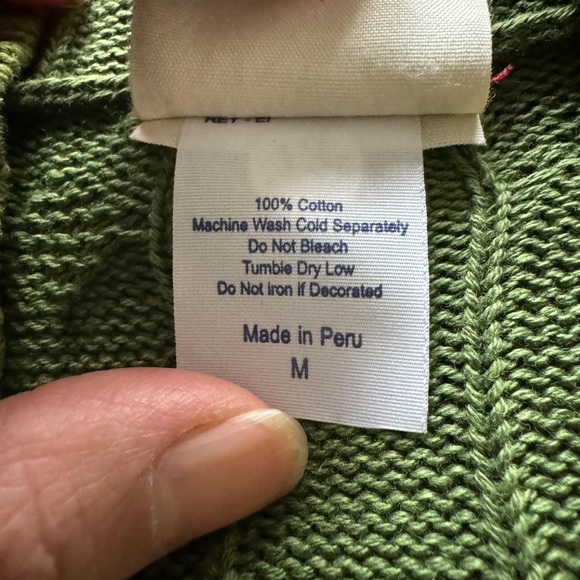 100% Cotton
Machine Wash Cold Separately
Do Not Bleach
Tumble Dry Low
Do Not Iron If Decorated
Made in Peru
M